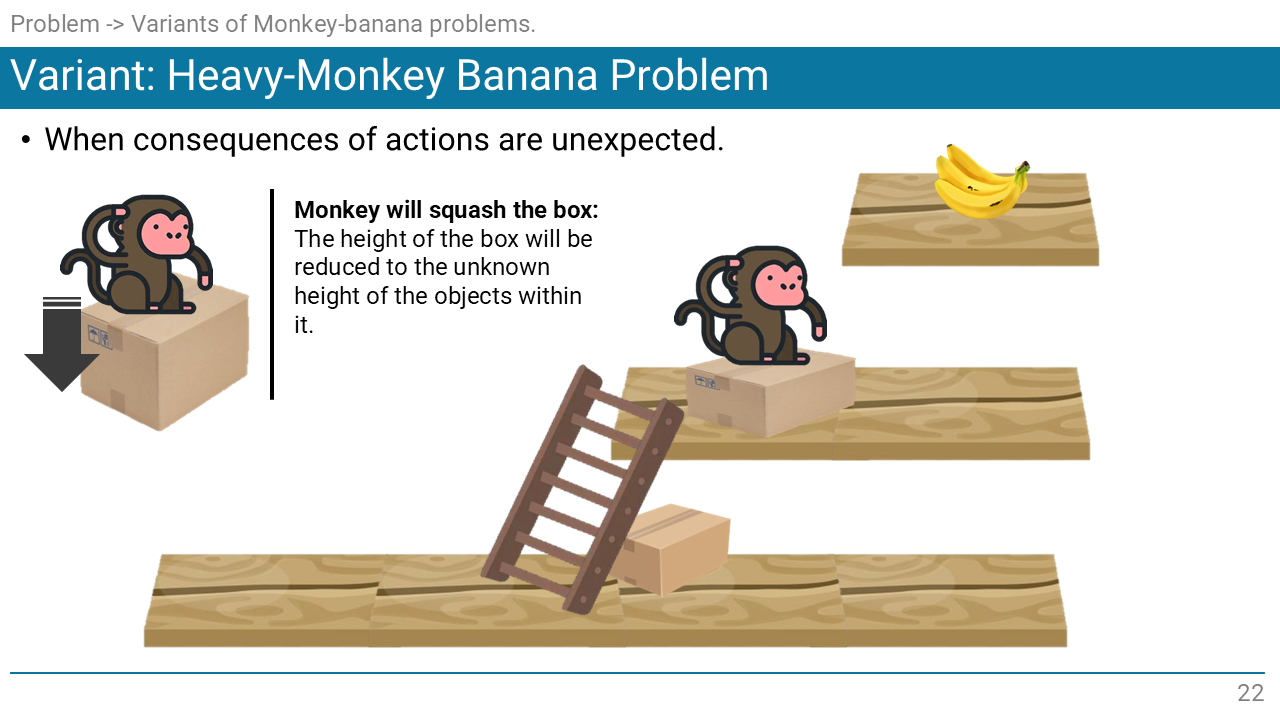 Problem -> Variants of Monkey-banana problems.
Variant: Heavy-Monkey Banana Problem
• When consequences of actions are unexpected.
Monkey will squash the box:
The height of the box will be
reduced to the unknown
height of the objects within
it.
22